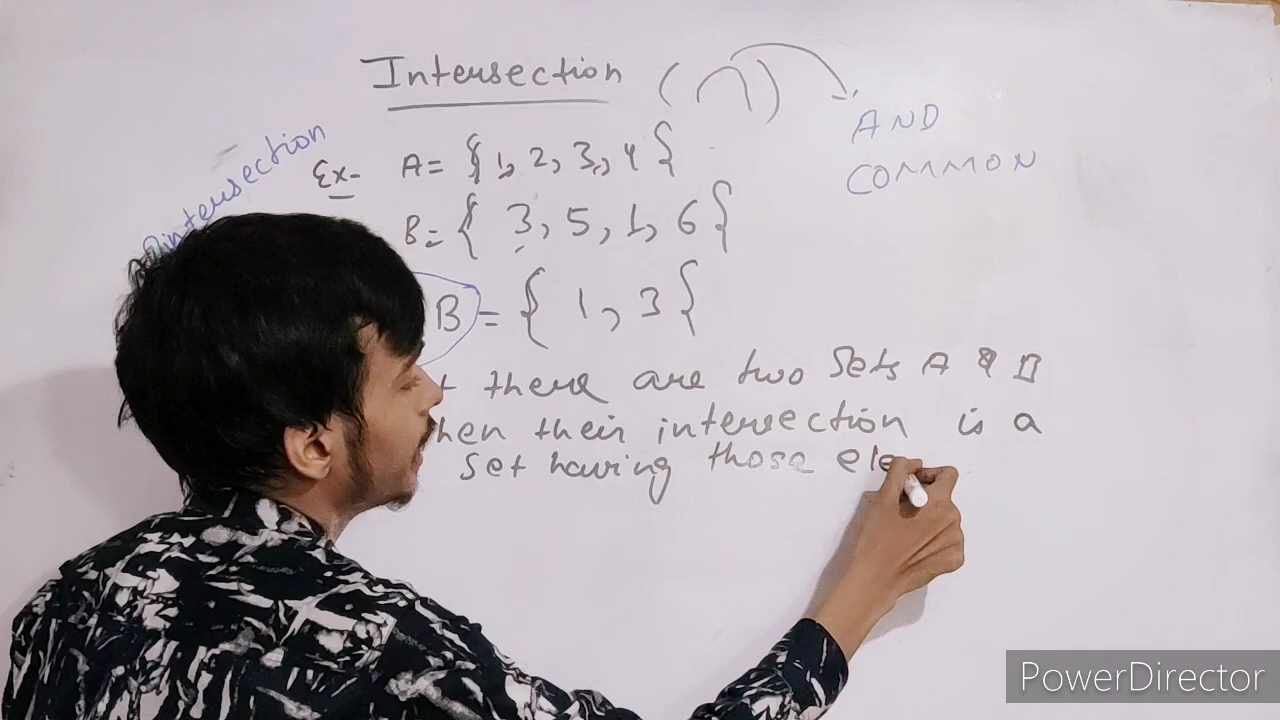 Intersection (∩)
AND
COMMON
intersection
Ex- A = {1, 2, 3, 4}
B = { 3, 5, 1, 6}
B = { 1, 3}
there are two sets A & B
hen their intersection is a
set having those ele
PowerDirector